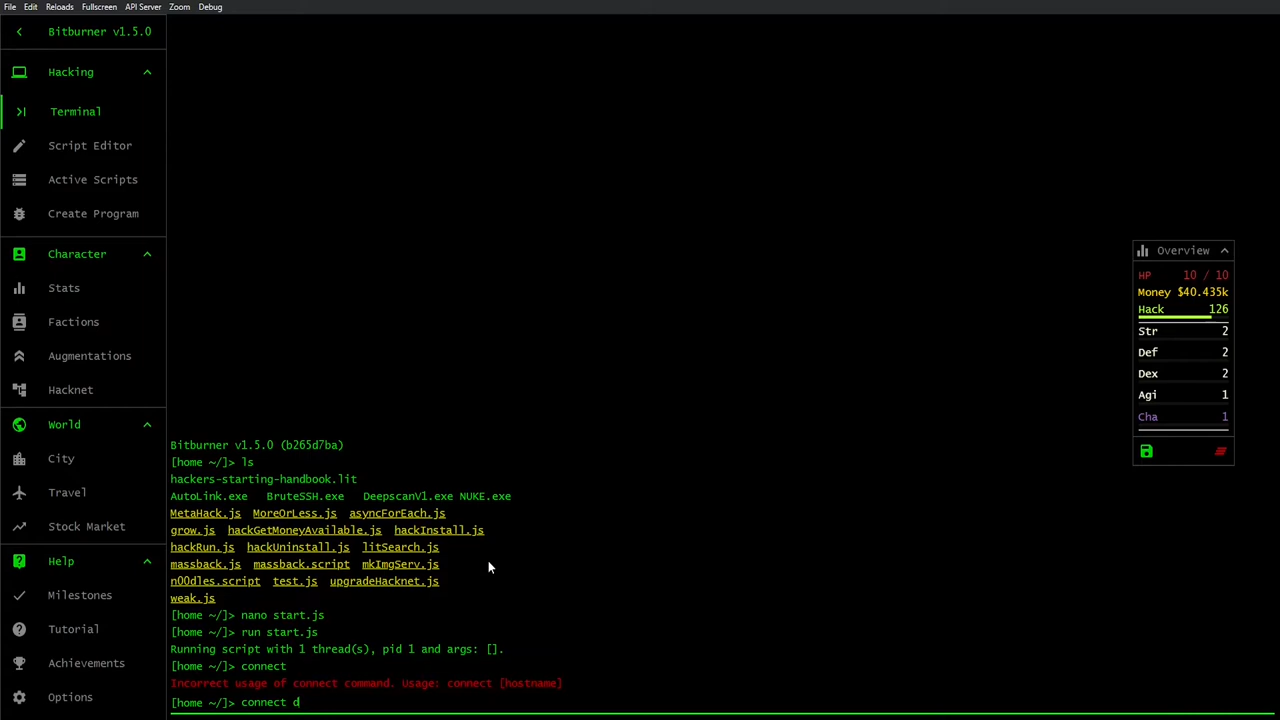 File Edit Reloads Fullscreen API Server Zoom Debug
Bitburner v1.5.0
Hacking
Terminal
Script Editor
Active Scripts
Create Program
Character
Stats
Factions
Augmentations
Hacknet
World
City
Travel
Stock Market
Help
Milestones
Tutorial
Achievements
Options
Bitburner v1.5.0 (b265d7ba)
[home ~/]> ls
hackers-starting-handbook.lit
AutoLink.exe BruteSSH.exe DeepscanV1.exe NUKE.exe
MetaHack.js MoreOrLess.js asyncForEach.js
grow.js hackGetMoneyAvailable.js hackInstall.js
hackRun.js hackUninstall.js litSearch.js
massback.js massback.script mkImgServ.js
n00dles.script test.js upgradeHacknet.js
weak.js
[home ~/]> nano start.js
[home ~/]> run start.js
Running script with 1 thread(s), pid 1 and args: [].
[home ~/]> connect
Incorrect usage of connect command. Usage: connect [hostname]
[home ~/]> connect d
Overview
HP 10 / 10
Money $40.435k
Hack 126
Str 2
Def 2
Dex 2
Agi 1
Cha 1